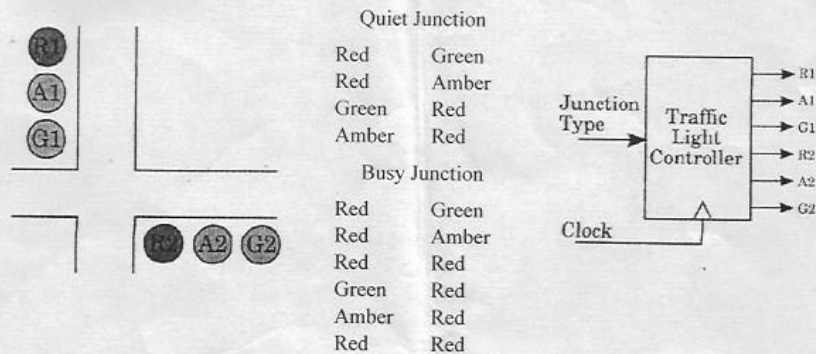 R1
A1
G1
R2 A2 G2
Quiet Junction
Red Green
Red Amber
Green Red
Amber Red
Busy Junction
Red Green
Red Amber
Red Red
Green Red
Amber Red
Red Red
Junction
Type
Clock
Traffic
Light
Controller
R1
A1
G1
R2
A2
G2